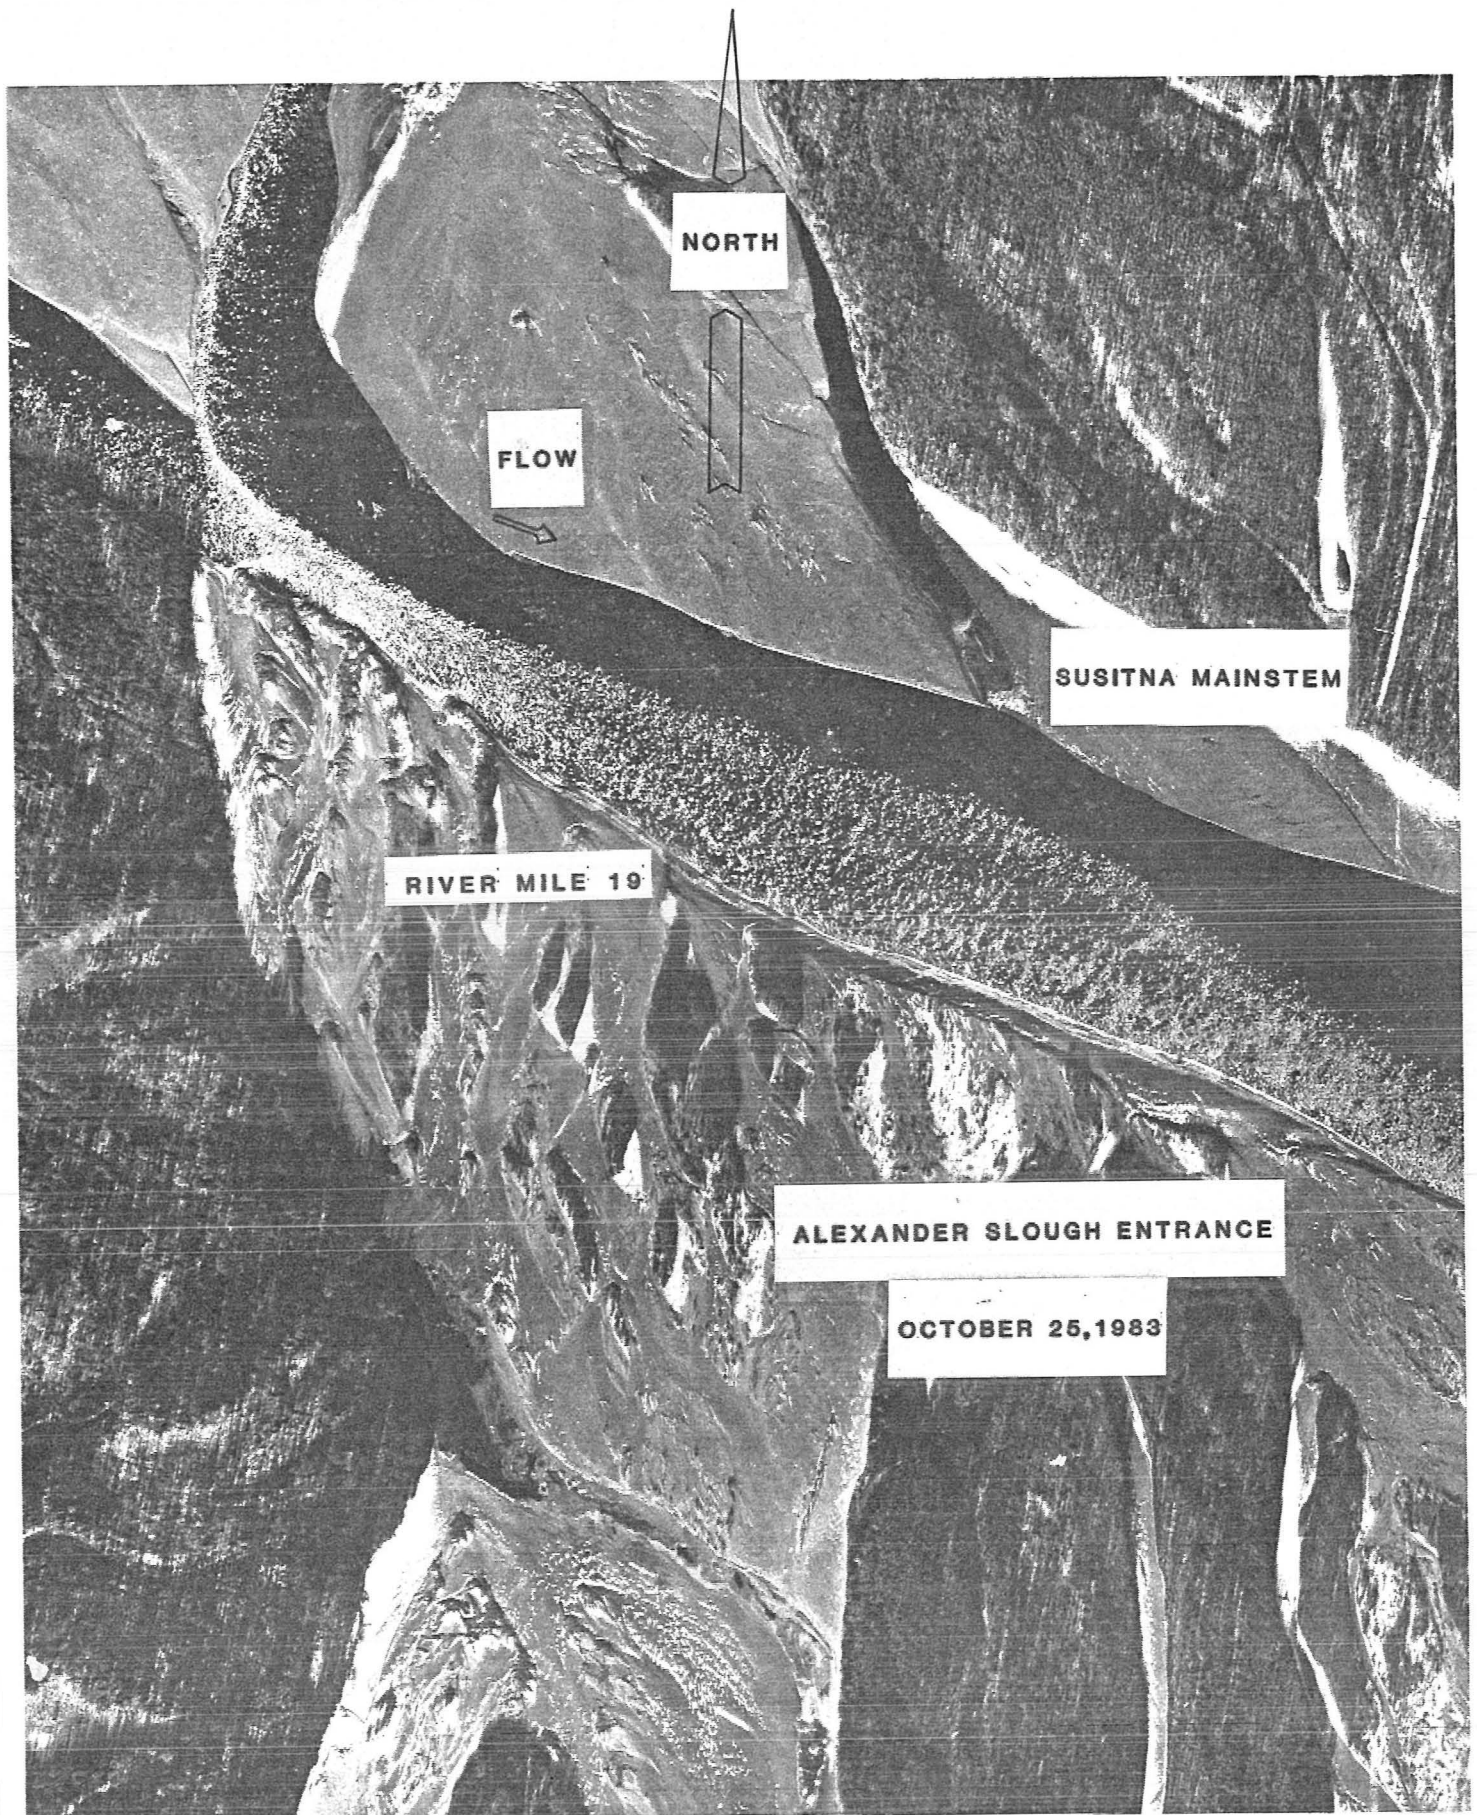 NORTH
FLOW
SUSITNA MAINSTEM
RIVER MILE 19
ALEXANDER SLOUGH ENTRANCE
OCTOBER 25,1983